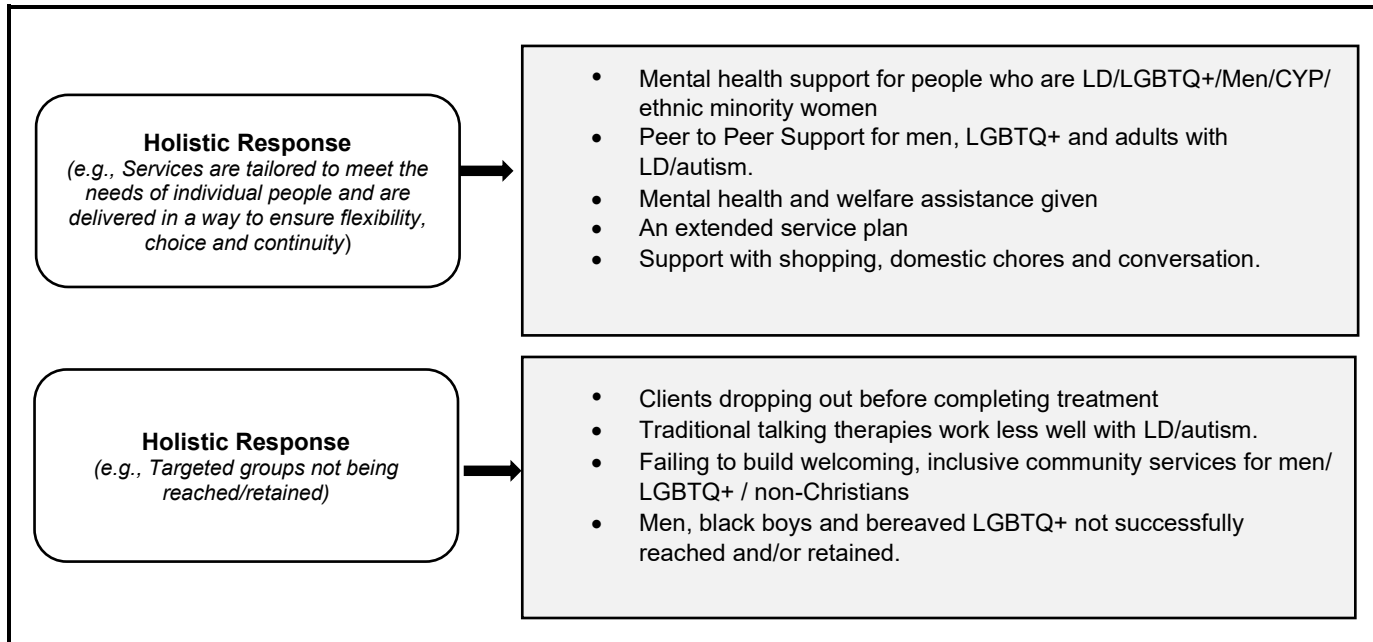 Holistic Response
(e.g., Services are tailored to meet the
needs of individual people and are
delivered in a way to ensure flexibility,
choice and continuity)
• Mental health support for people who are LD/LGBTQ+/Men/CYP/
ethnic minority women
• Peer to Peer Support for men, LGBTQ+ and adults with
LD/autism.
• Mental health and welfare assistance given
• An extended service plan
• Support with shopping, domestic chores and conversation.
Holistic Response
(e.g., Targeted groups not being
reached/retained)
• Clients dropping out before completing treatment
• Traditional talking therapies work less well with LD/autism.
• Failing to build welcoming, inclusive community services for men/
LGBTQ+ / non-Christians
• Men, black boys and bereaved LGBTQ+ not successfully
reached and/or retained.